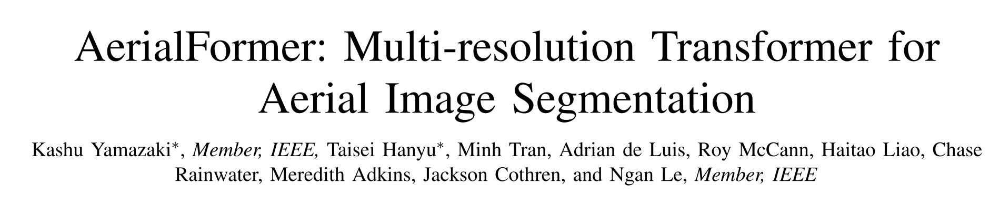 AerialFormer: Multi-resolution Transformer for
Aerial Image Segmentation
Kashu Yamazaki*, Member, IEEE, Taisei Hanyu*, Minh Tran, Adrian de Luis, Roy McCann, Haitao Liao, Chase
Rainwater, Meredith Adkins, Jackson Cothren, and Ngan Le, Member, IEEE